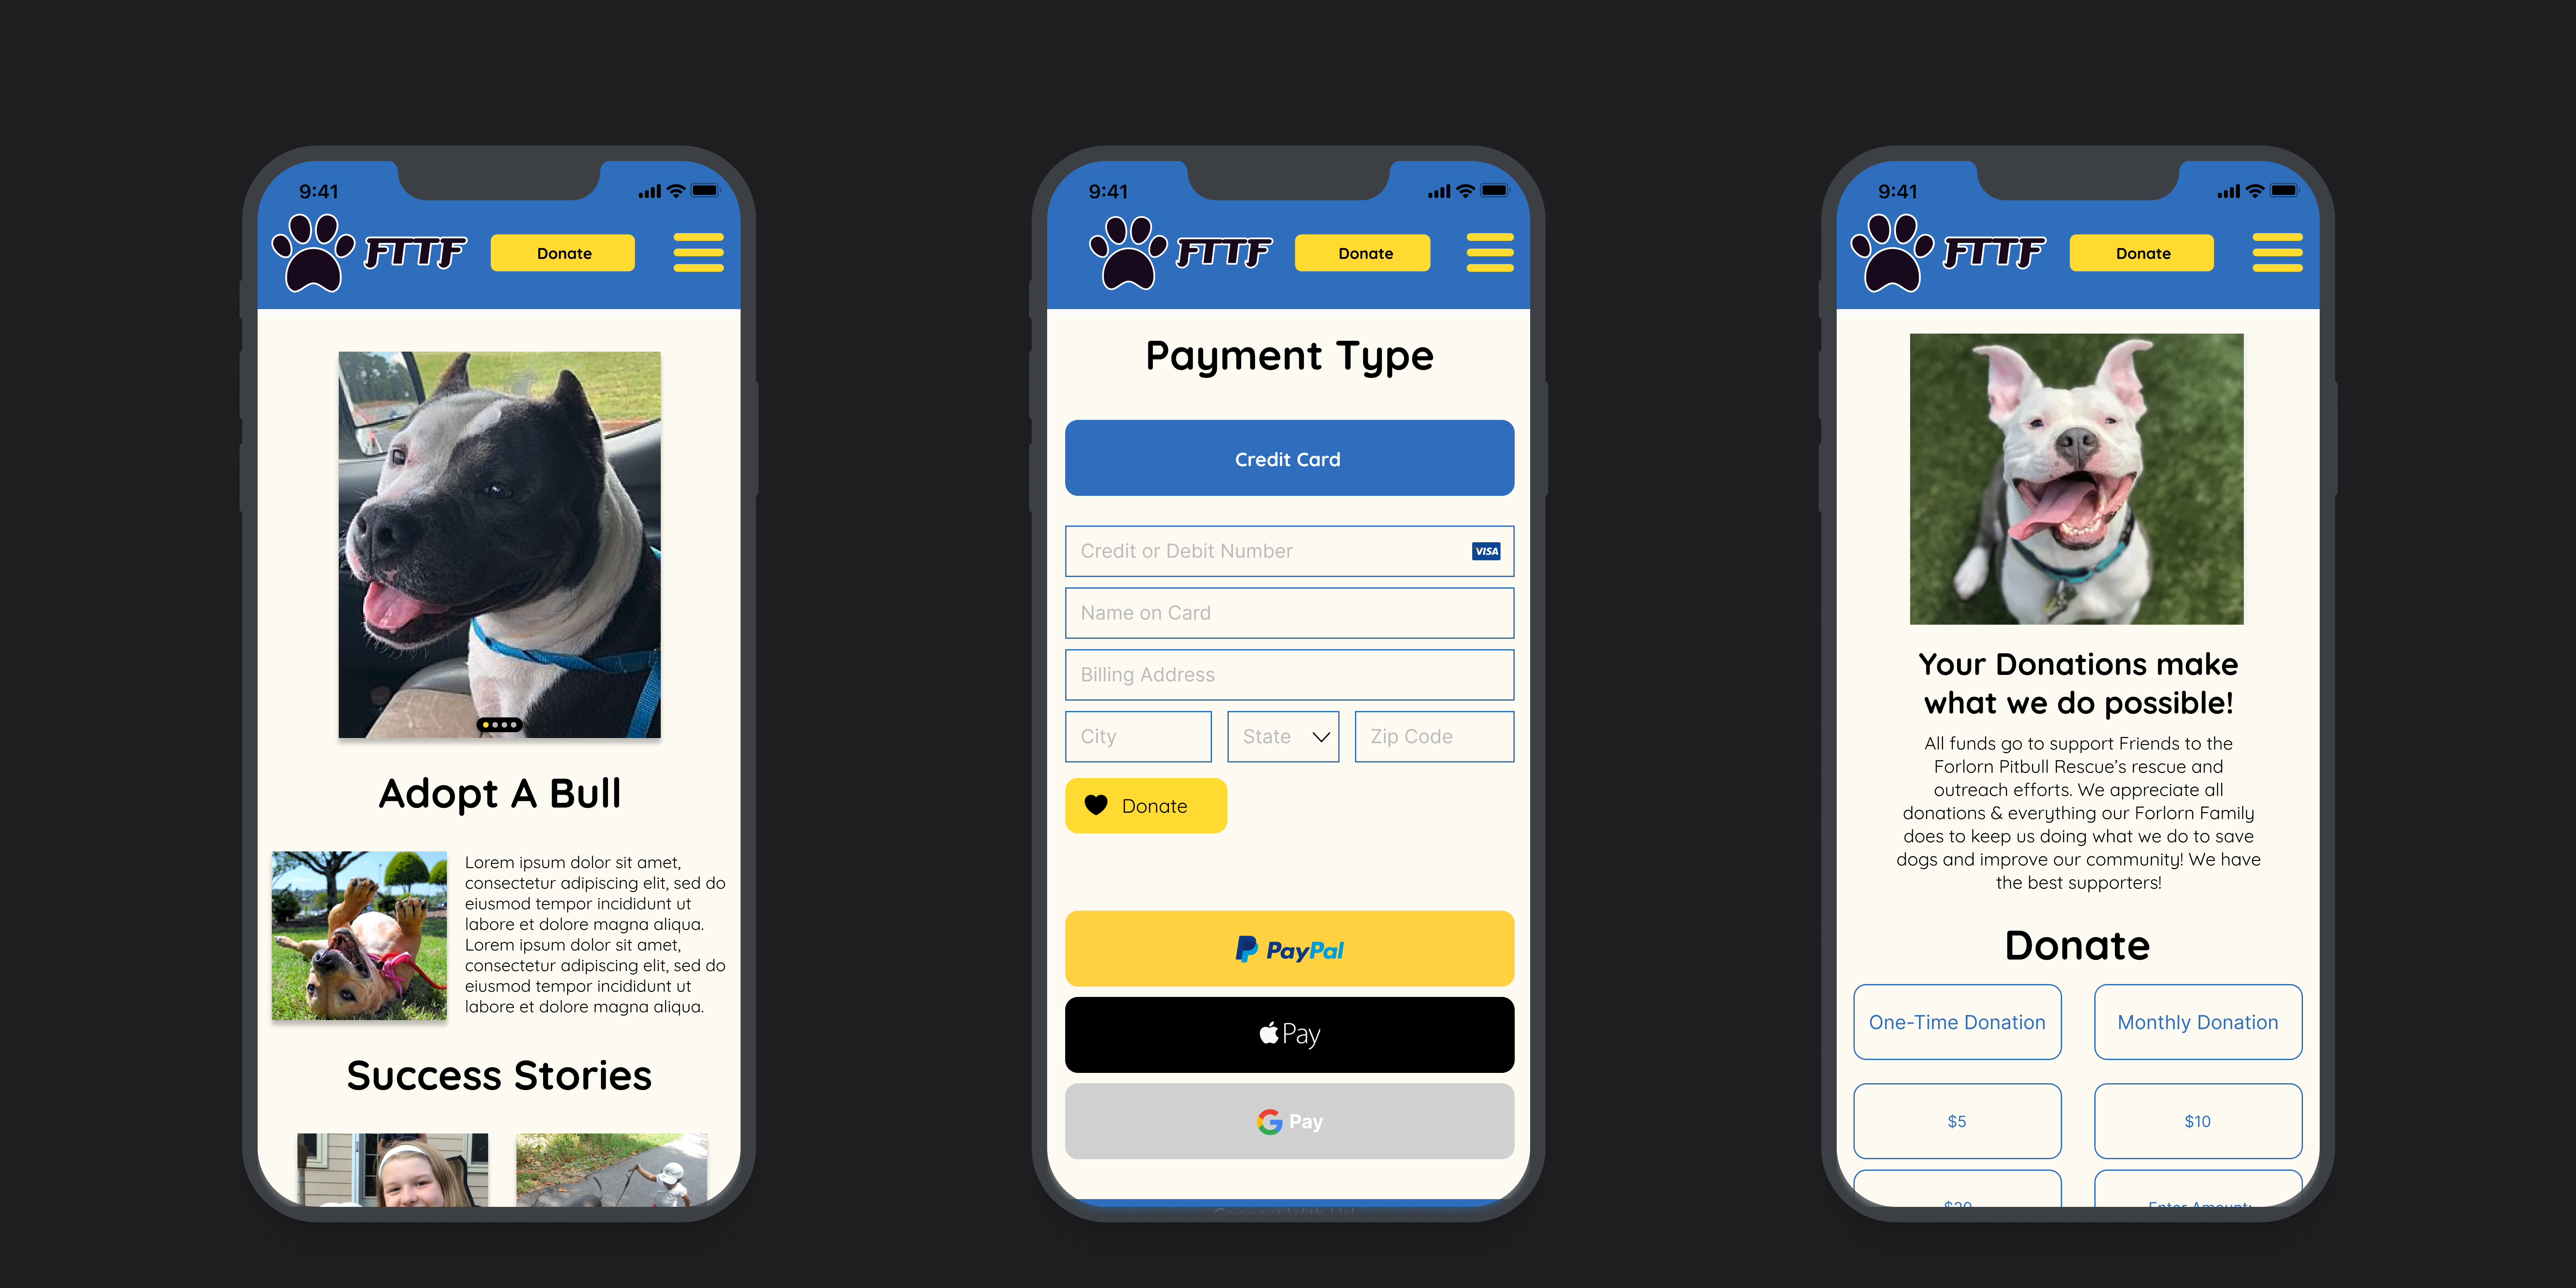 9:41
FTTF
Donate
Adopt A Bull
Lorem ipsum dolor sit amet,
consectetur adipiscing elit, sed do
eiusmod tempor incididunt ut
labore et dolore magna aliqua.
Lorem ipsum dolor sit amet,
consectetur adipiscing elit, sed do
eiusmod tempor incididunt ut
labore et dolore magna aliqua.
Success Stories
9:41
FTTF
Donate
Payment Type
Credit Card
Credit or Debit Number
VISA
Name on Card
Billing Address
City
State
Zip Code
Donate
PayPal
Pay
G Pay
Connect With Us!
9:41
FTTF
Donate
Your Donations make
what we do possible!
All funds go to support Friends to the
Forlorn Pitbull Rescue’s rescue and
outreach efforts. We appreciate all
donations & everything our Forlorn Family
does to keep us doing what we do to save
dogs and improve our community! We have
the best supporters!
Donate
One-Time Donation
Monthly Donation
$5
$10
$20
Enter Amount: